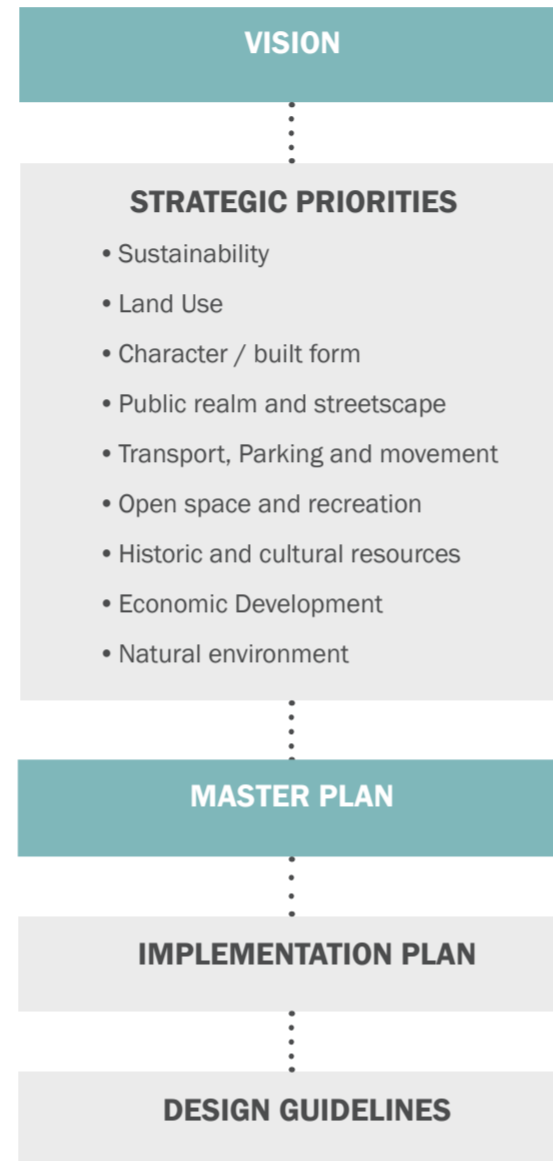 VISION
STRATEGIC PRIORITIES
• Sustainability
• Land Use
• Character / built form
• Public realm and streetscape
• Transport, Parking and movement
• Open space and recreation
• Historic and cultural resources
• Economic Development
• Natural environment
MASTER PLAN
IMPLEMENTATION PLAN
DESIGN GUIDELINES